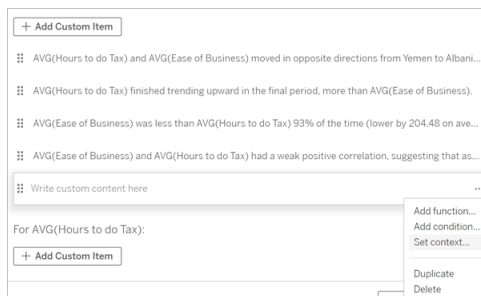 + Add Custom Item
AVG(Hours to do Tax) and AVG(Ease of Business) moved in opposite directions from Yemen to Albani...
AVG(Hours to do Tax) finished trending upward in the final period, more than AVG(Ease of Business).
AVG(Ease of Business) was less than AVG(Hours to do Tax) 93% of the time (lower by 204.48 on ave...
AVG(Ease of Business) and AVG(Hours to do Tax) had a weak positive correlation, suggesting that as...
Write custom content here
Add function...
Add condition...
Set context...
Duplicate
Delete
For AVG(Hours to do Tax):
+ Add Custom Item